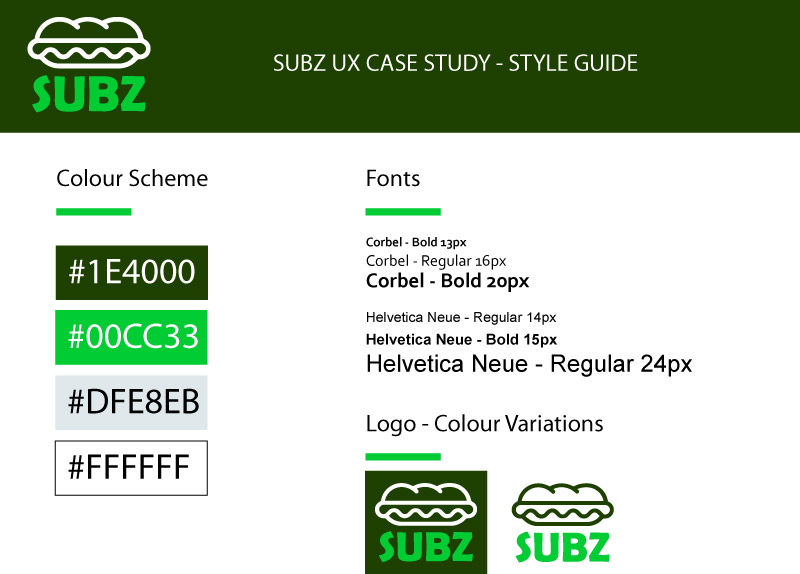 SUBZ
SUBZ UX CASE STUDY - STYLE GUIDE
Colour Scheme
#1E4000
#00CC33
#DFE8EB
#FFFFFF
Fonts
Corbel - Bold 13px
Corbel - Regular 16px
Corbel - Bold 20px
Helvetica Neue - Regular 14px
Helvetica Neue - Bold 15px
Helvetica Neue - Regular 24px
Logo - Colour Variations
SUBZ
SUBZ